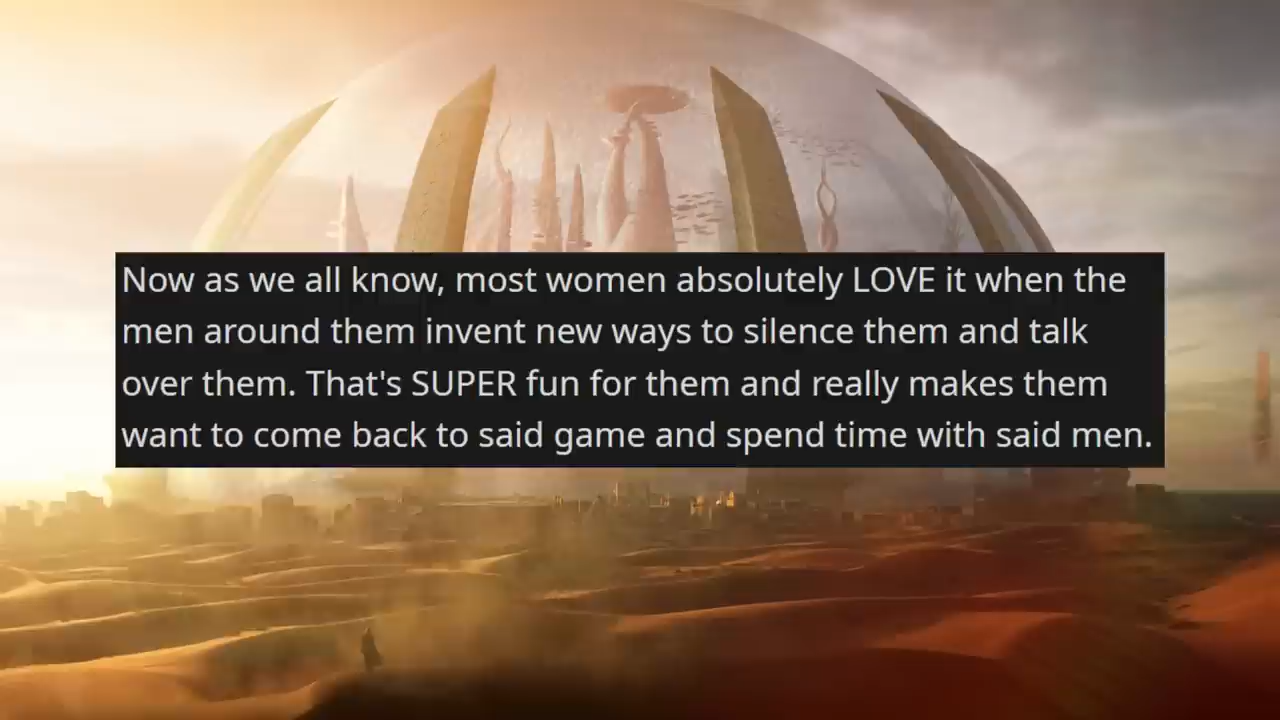 Now as we all know, most women absolutely LOVE it when the
men around them invent new ways to silence them and talk
over them. That's SUPER fun for them and really makes them
want to come back to said game and spend time with said men.